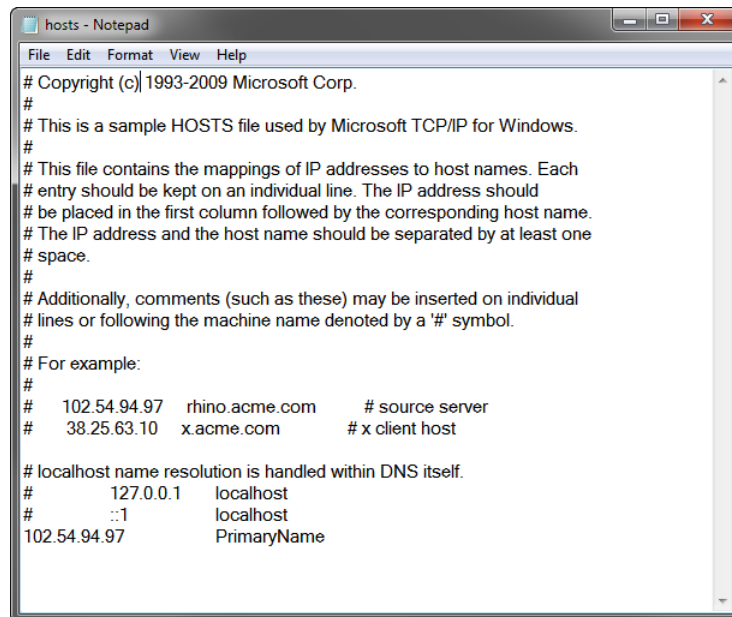 hosts - Notepad
File Edit Format View Help
# Copyright (c) 1993-2009 Microsoft Corp.
#
# This is a sample HOSTS file used by Microsoft TCP/IP for Windows.
#
# This file contains the mappings of IP addresses to host names. Each
# entry should be kept on an individual line. The IP address should
# be placed in the first column followed by the corresponding host name.
# The IP address and the host name should be separated by at least one
# space.
#
# Additionally, comments (such as these) may be inserted on individual
# lines or following the machine name denoted by a '#' symbol.
#
# For example:
#
# 102.54.94.97 rhino.acme.com # source server
# 38.25.63.10 x.acme.com # x client host
# localhost name resolution is handled within DNS itself.
# 127.0.0.1 localhost
# ::1 localhost
102.54.94.97 PrimaryName